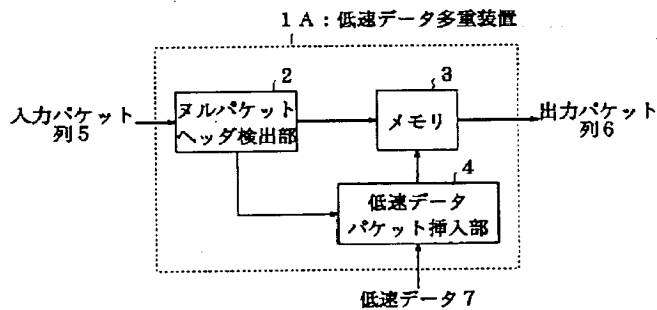 1A：低速データ多重装置
2
3
入力パケット
列5
ヌルパケット
ヘッダ検出部
メモリ
出力パケット
列6
4
低速データ
パケット挿入部
低速データ7